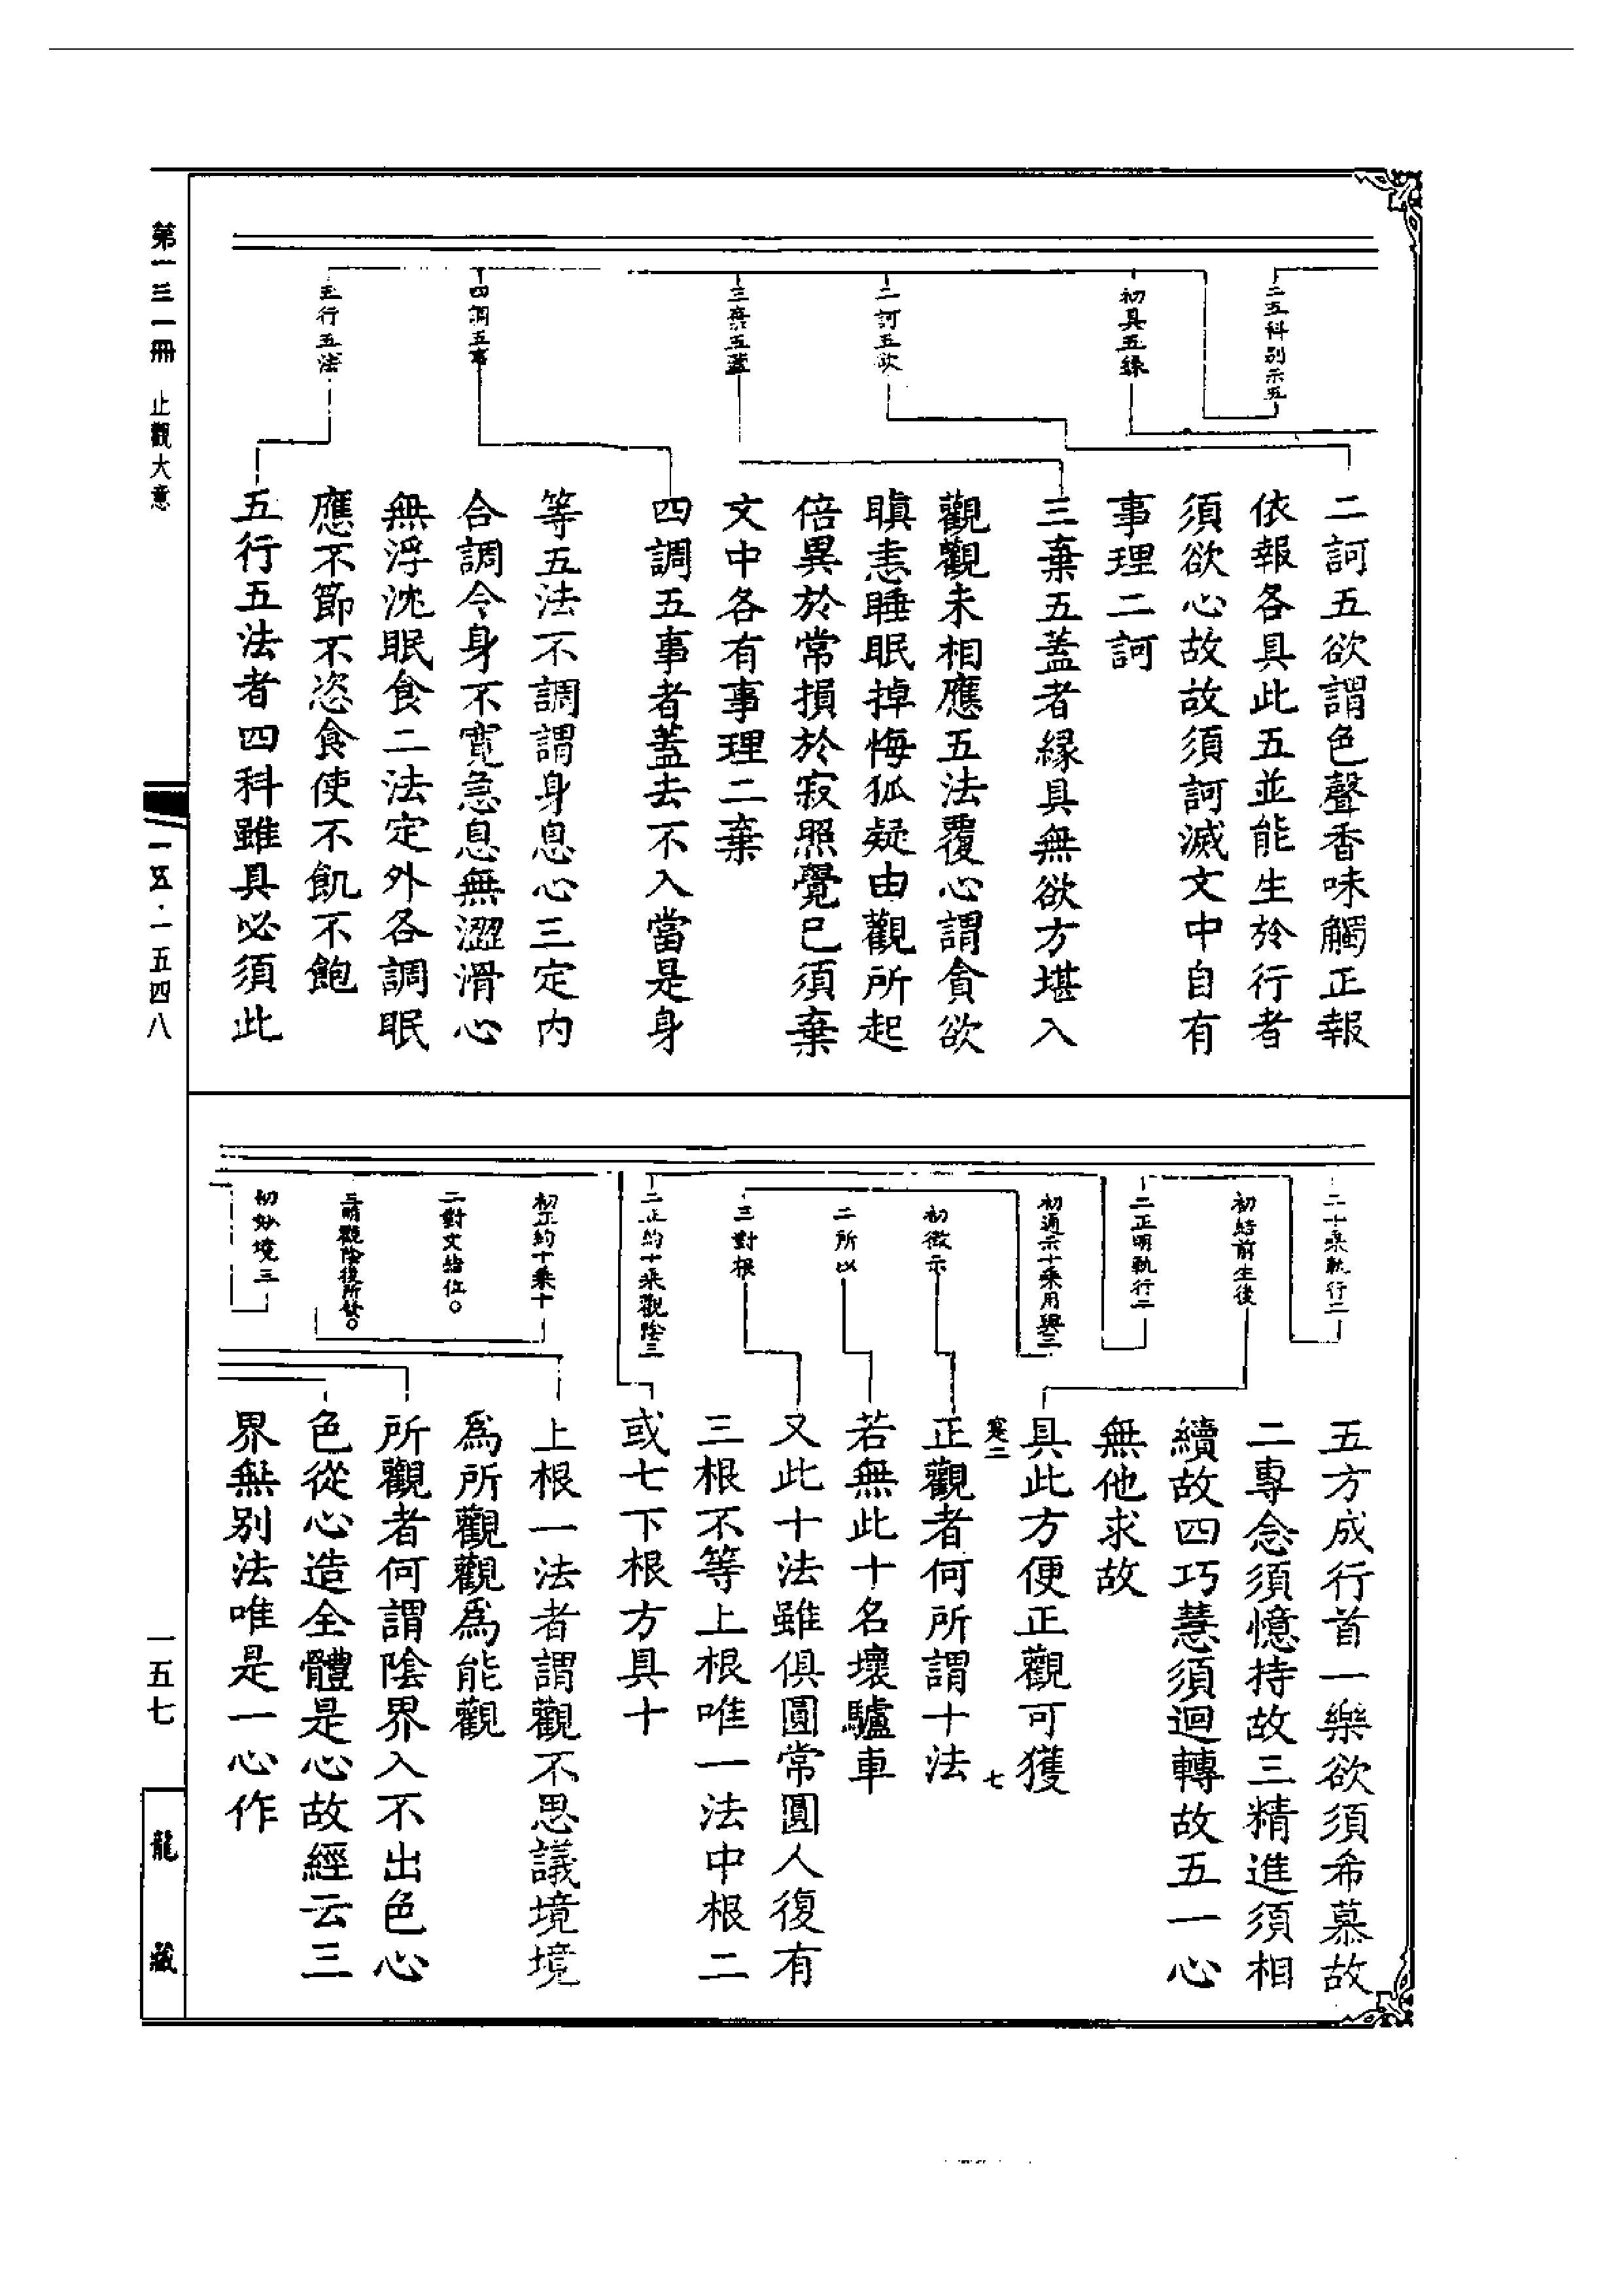 二五科別示五
初具五緣
二訶五欲
三棄五蓋
四調五事
五行五法
二訶五欲謂色聲香味觸正報
依報各具此五並能生於行者
須欲心故故須訶滅文中自有
事理二訶
三棄五蓋者緣具無欲方堪入
觀觀未相應五法覆心謂貪欲
瞋恚睡眠掉悔狐疑由觀所起
倍異於常損於寂照覺已須棄
文中各有事理二棄
四調五事者蓋去不入當是身
等五法不調謂身息心三定內
合調令身不寬急息無澀滑心
無浮沈眠食二法定外各調眠
應不節不恣食使不飢不飽
五行五法者四科雖具必須此
二十乘軌行二
初結前生後
二正明軌行二
初通示十乘用與三
初徵示
二所以
三對根
二正約十乘觀陰三
初正約十乘十
二對文結位○
三明觀陰後所發○
初妙境三
五方成行首一樂欲須希慕故
二專念須憶持故三精進須相
續故四巧慧須迴轉故五一心
無他求故
具此方便正觀可獲
寔二
七
正觀者何所謂十法
若無此十名壞驢車
又此十法雖俱圓常圓人復有
三根不等上根唯一法中根二
或七下根方具十
上根一法者謂觀不思議境境
為所觀觀為能觀
所觀者何謂陰界入不出色心
色從心造全體是心故經云三
界無別法唯是一心作
第一三一冊
止觀大意
一五·一五四八
一五七
龍藏